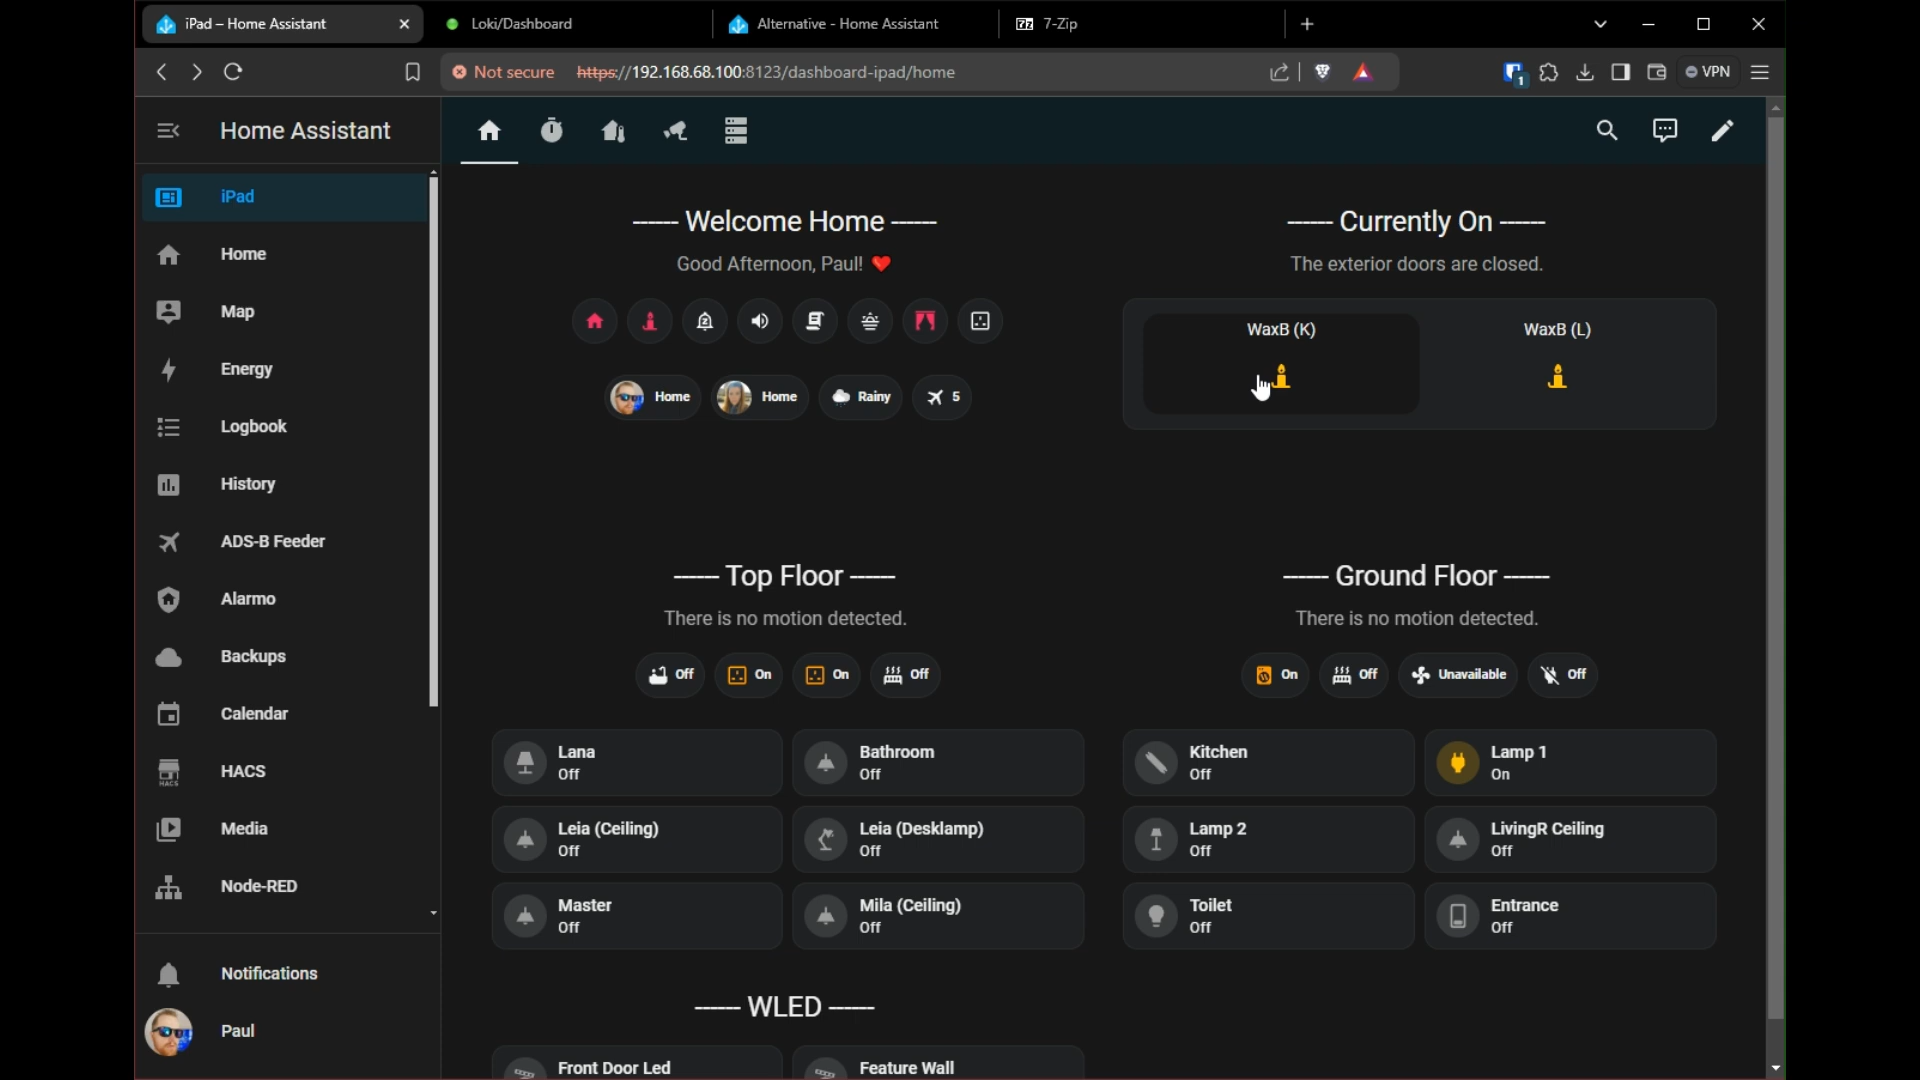 iPad – Home Assistant
Loki/Dashboard
Alternative - Home Assistant
7-Zip
Not secure
https://192.168.68.100:8123/dashboard-ipad/home
1
VPN
Home Assistant
iPad
Home
Map
Energy
Logbook
History
ADS-B Feeder
Alarmo
Backups
Calendar
HACS
HACS
Media
Node-RED
Notifications
Paul
------ Welcome Home ------
Good Afternoon, Paul! ❤️
Home
Home
Rainy
5
------ Currently On ------
The exterior doors are closed.
WaxB (K)
WaxB (L)
------ Top Floor ------
There is no motion detected.
Off
On
On
Off
Lana
Off
Bathroom
Off
Leia (Ceiling)
Off
Leia (Desklamp)
Off
Master
Off
Mila (Ceiling)
Off
------ Ground Floor ------
There is no motion detected.
On
Off
Unavailable
Off
Kitchen
Off
Lamp 1
On
Lamp 2
Off
LivingR Ceiling
Off
Toilet
Off
Entrance
Off
------ WLED ------
Front Door Led
Feature Wall